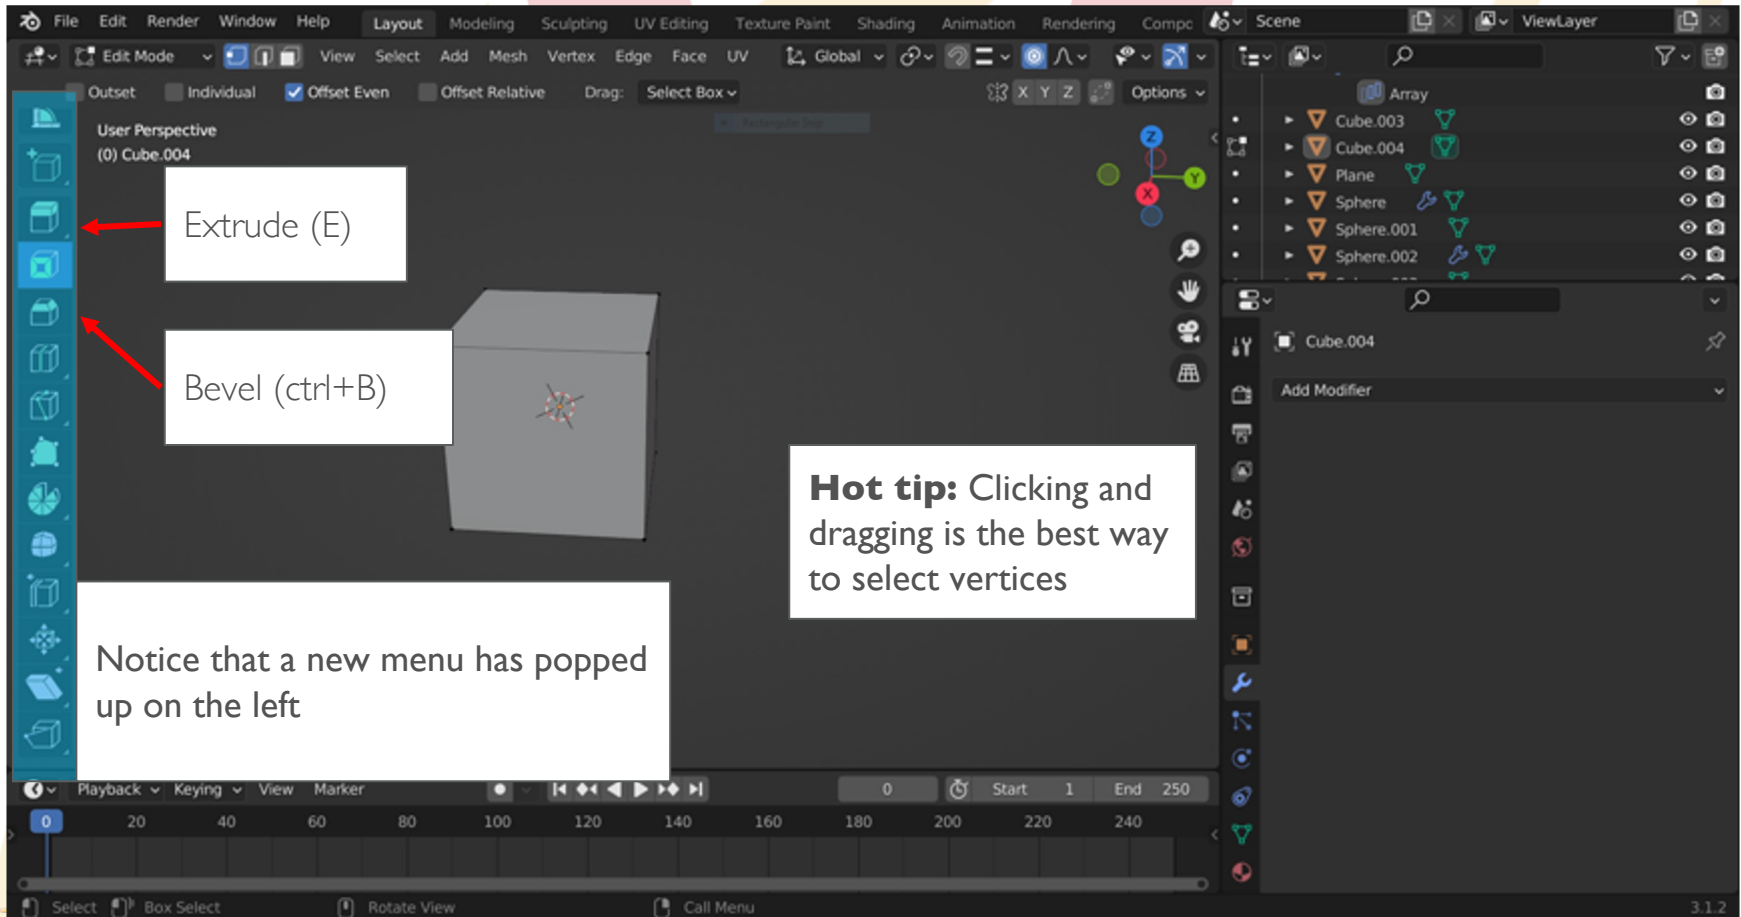 File Edit Render Window Help Layout Modeling Sculpting UV Editing Texture Paint Shading Animation Rendering Compc Scene ViewLayer
Edit Mode View Select Add Mesh Vertex Edge Face UV Global
Outset Individual Offset Even Offset Relative Drag: Select Box X Y Z Options
User Perspective
(0) Cube.004
Rectangular Snip
Z
Y
X
Extrude (E)
Bevel (ctrl+B)
Hot tip: Clicking and
dragging is the best way
to select vertices
Notice that a new menu has popped
up on the left
Array
Cube.003
Cube.004
Plane
Sphere
Sphere.001
Sphere.002
Cube.004
Add Modifier
Playback Keying View Marker 0 Start 1 End 250
0 20 40 60 80 100 120 140 160 180 200 220 240
Select Box Select Rotate View Call Menu 3.1.2